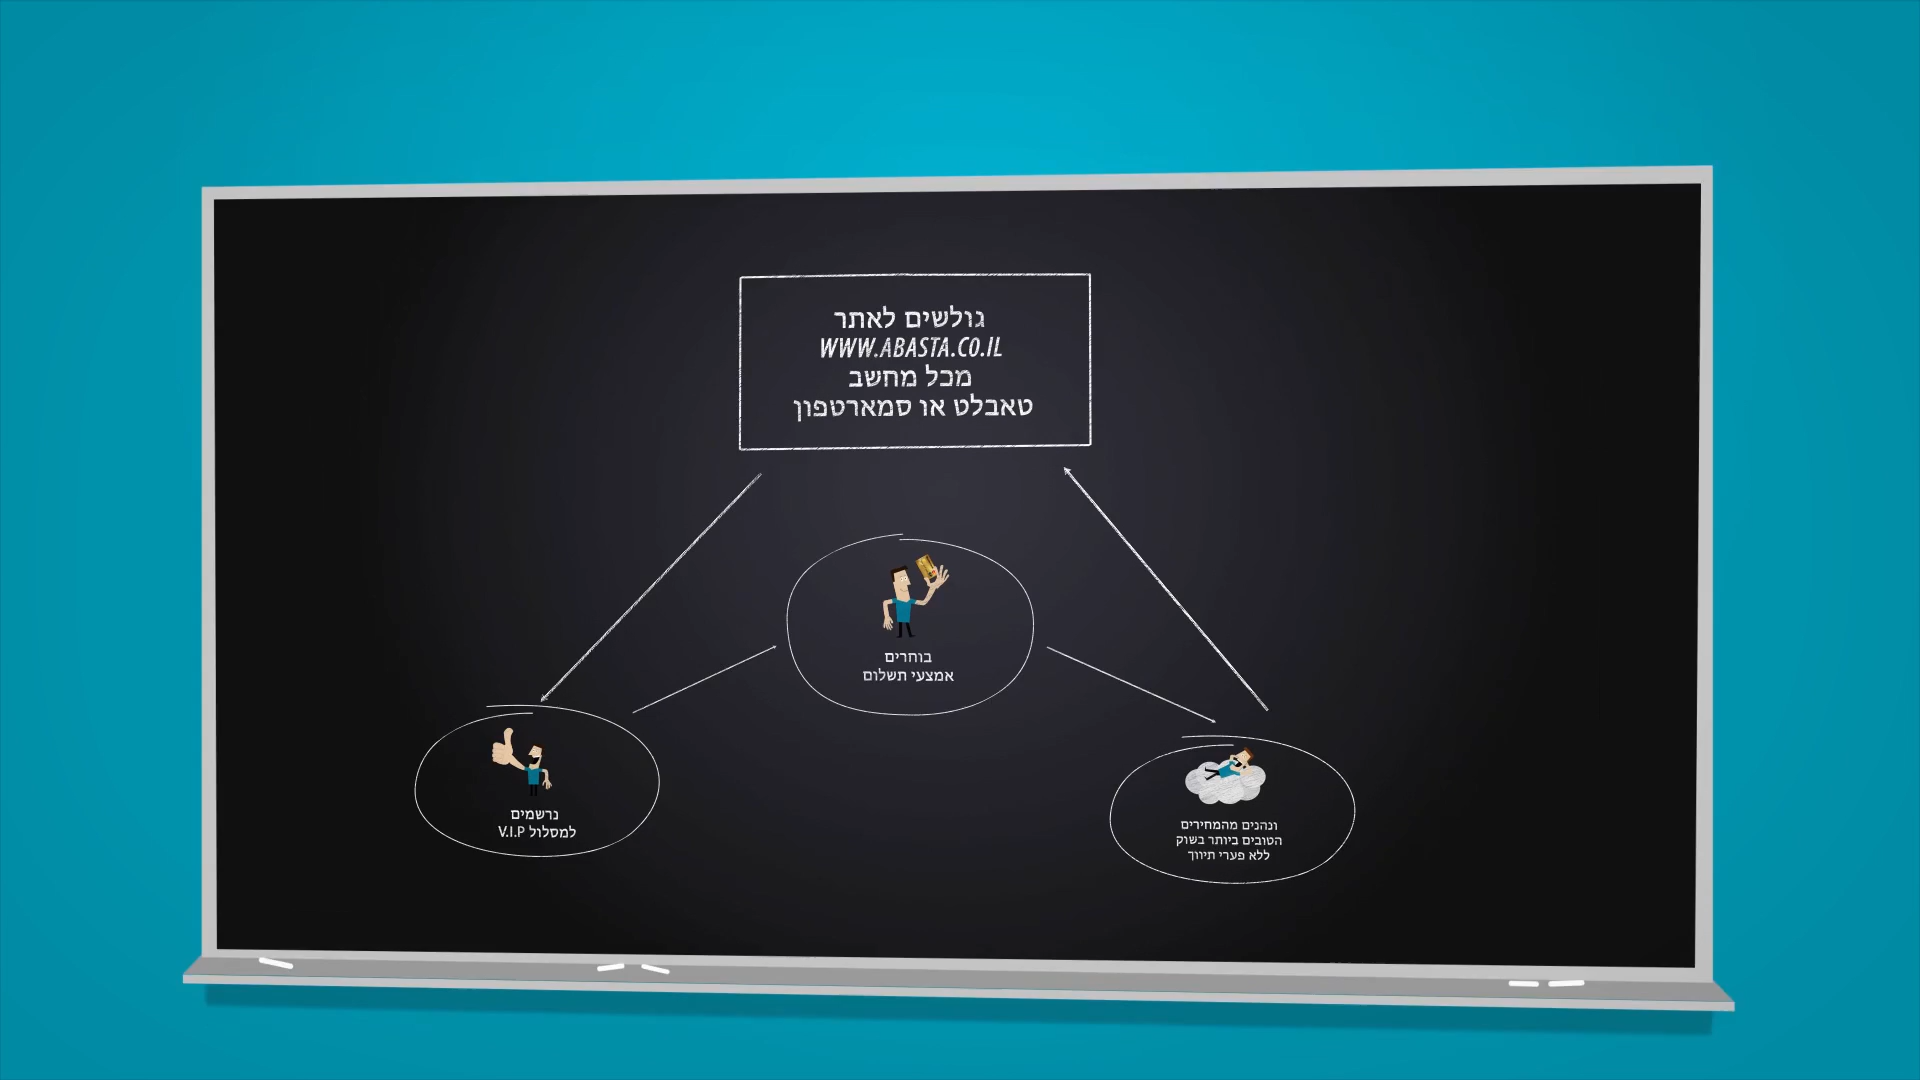 גולשים לאתר
WWW.ABASTA.CO.IL
מכל מחשב
טאבלט או סמארטפון
בוחרים
אמצעי תשלום
נרשמים
למסלול V.I.P
ונהנים מהמחירים
הטובים ביותר בשוק
ללא פערי תיווך